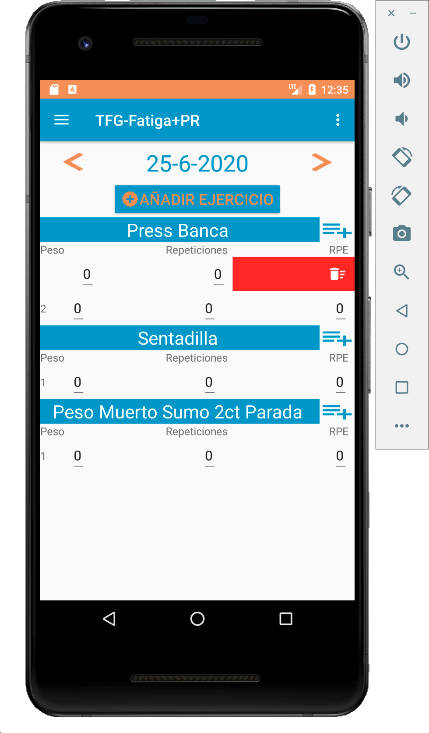 LTE 12:35
TFG-Fatiga+PR
< 25-6-2020 >
AÑADIR EJERCICIO
Press Banca
Peso Repeticiones RPE
0 0
2 0 0 0
Sentadilla
Peso Repeticiones RPE
1 0 0 0
Peso Muerto Sumo 2ct Parada
Peso Repeticiones RPE
1 0 0 0